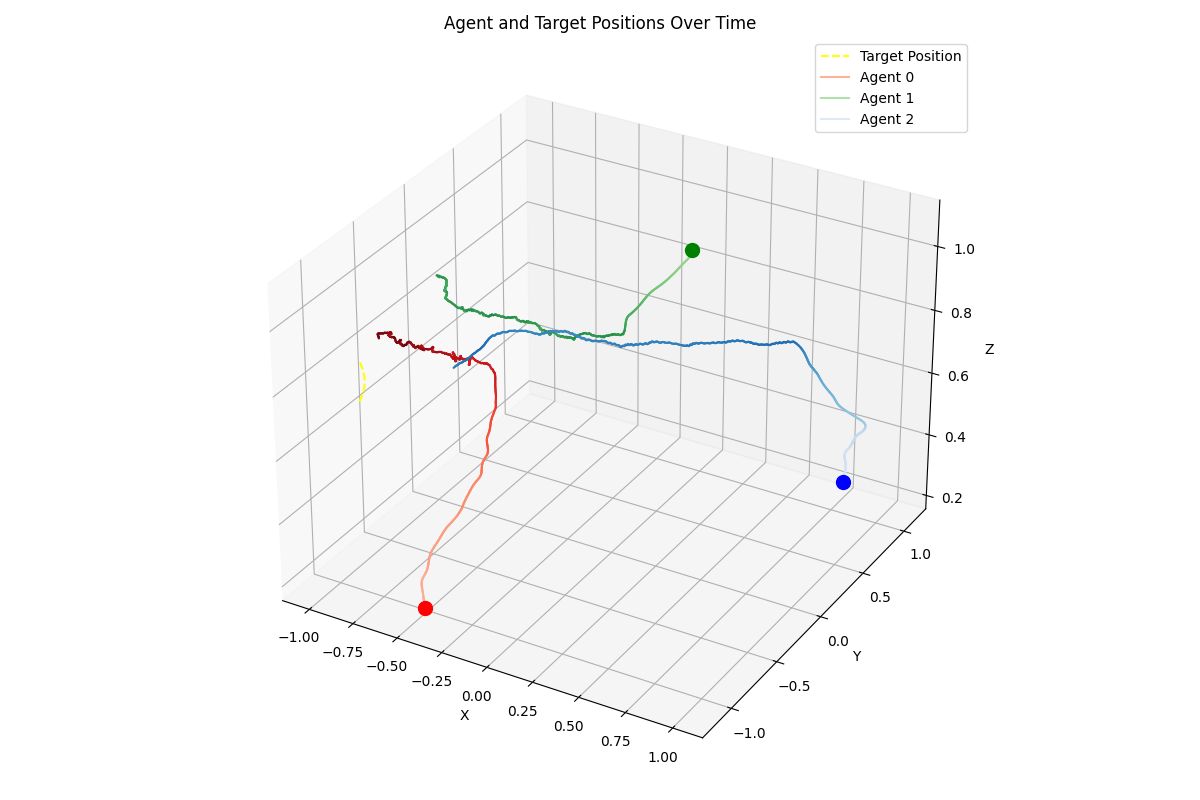 Agent and Target Positions Over Time
Target Position
Agent 0
Agent 1
Agent 2
1.0
0.8
Z
0.6
0.4
0.2
1.0
0.5
0.0
Y
−0.5
−1.0
−1.00
−0.75
−0.50
−0.25
0.00
X
0.25
0.50
0.75
1.00